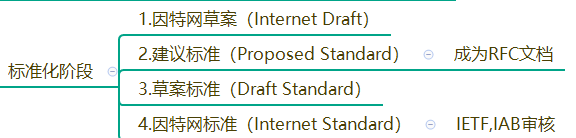 1.因特网草案（Internet Draft）
2.建议标准（Proposed Standard） 成为RFC文档
标准化阶段
3.草案标准（Draft Standard）
4.因特网标准（Internet Standard） IETF,IAB审核